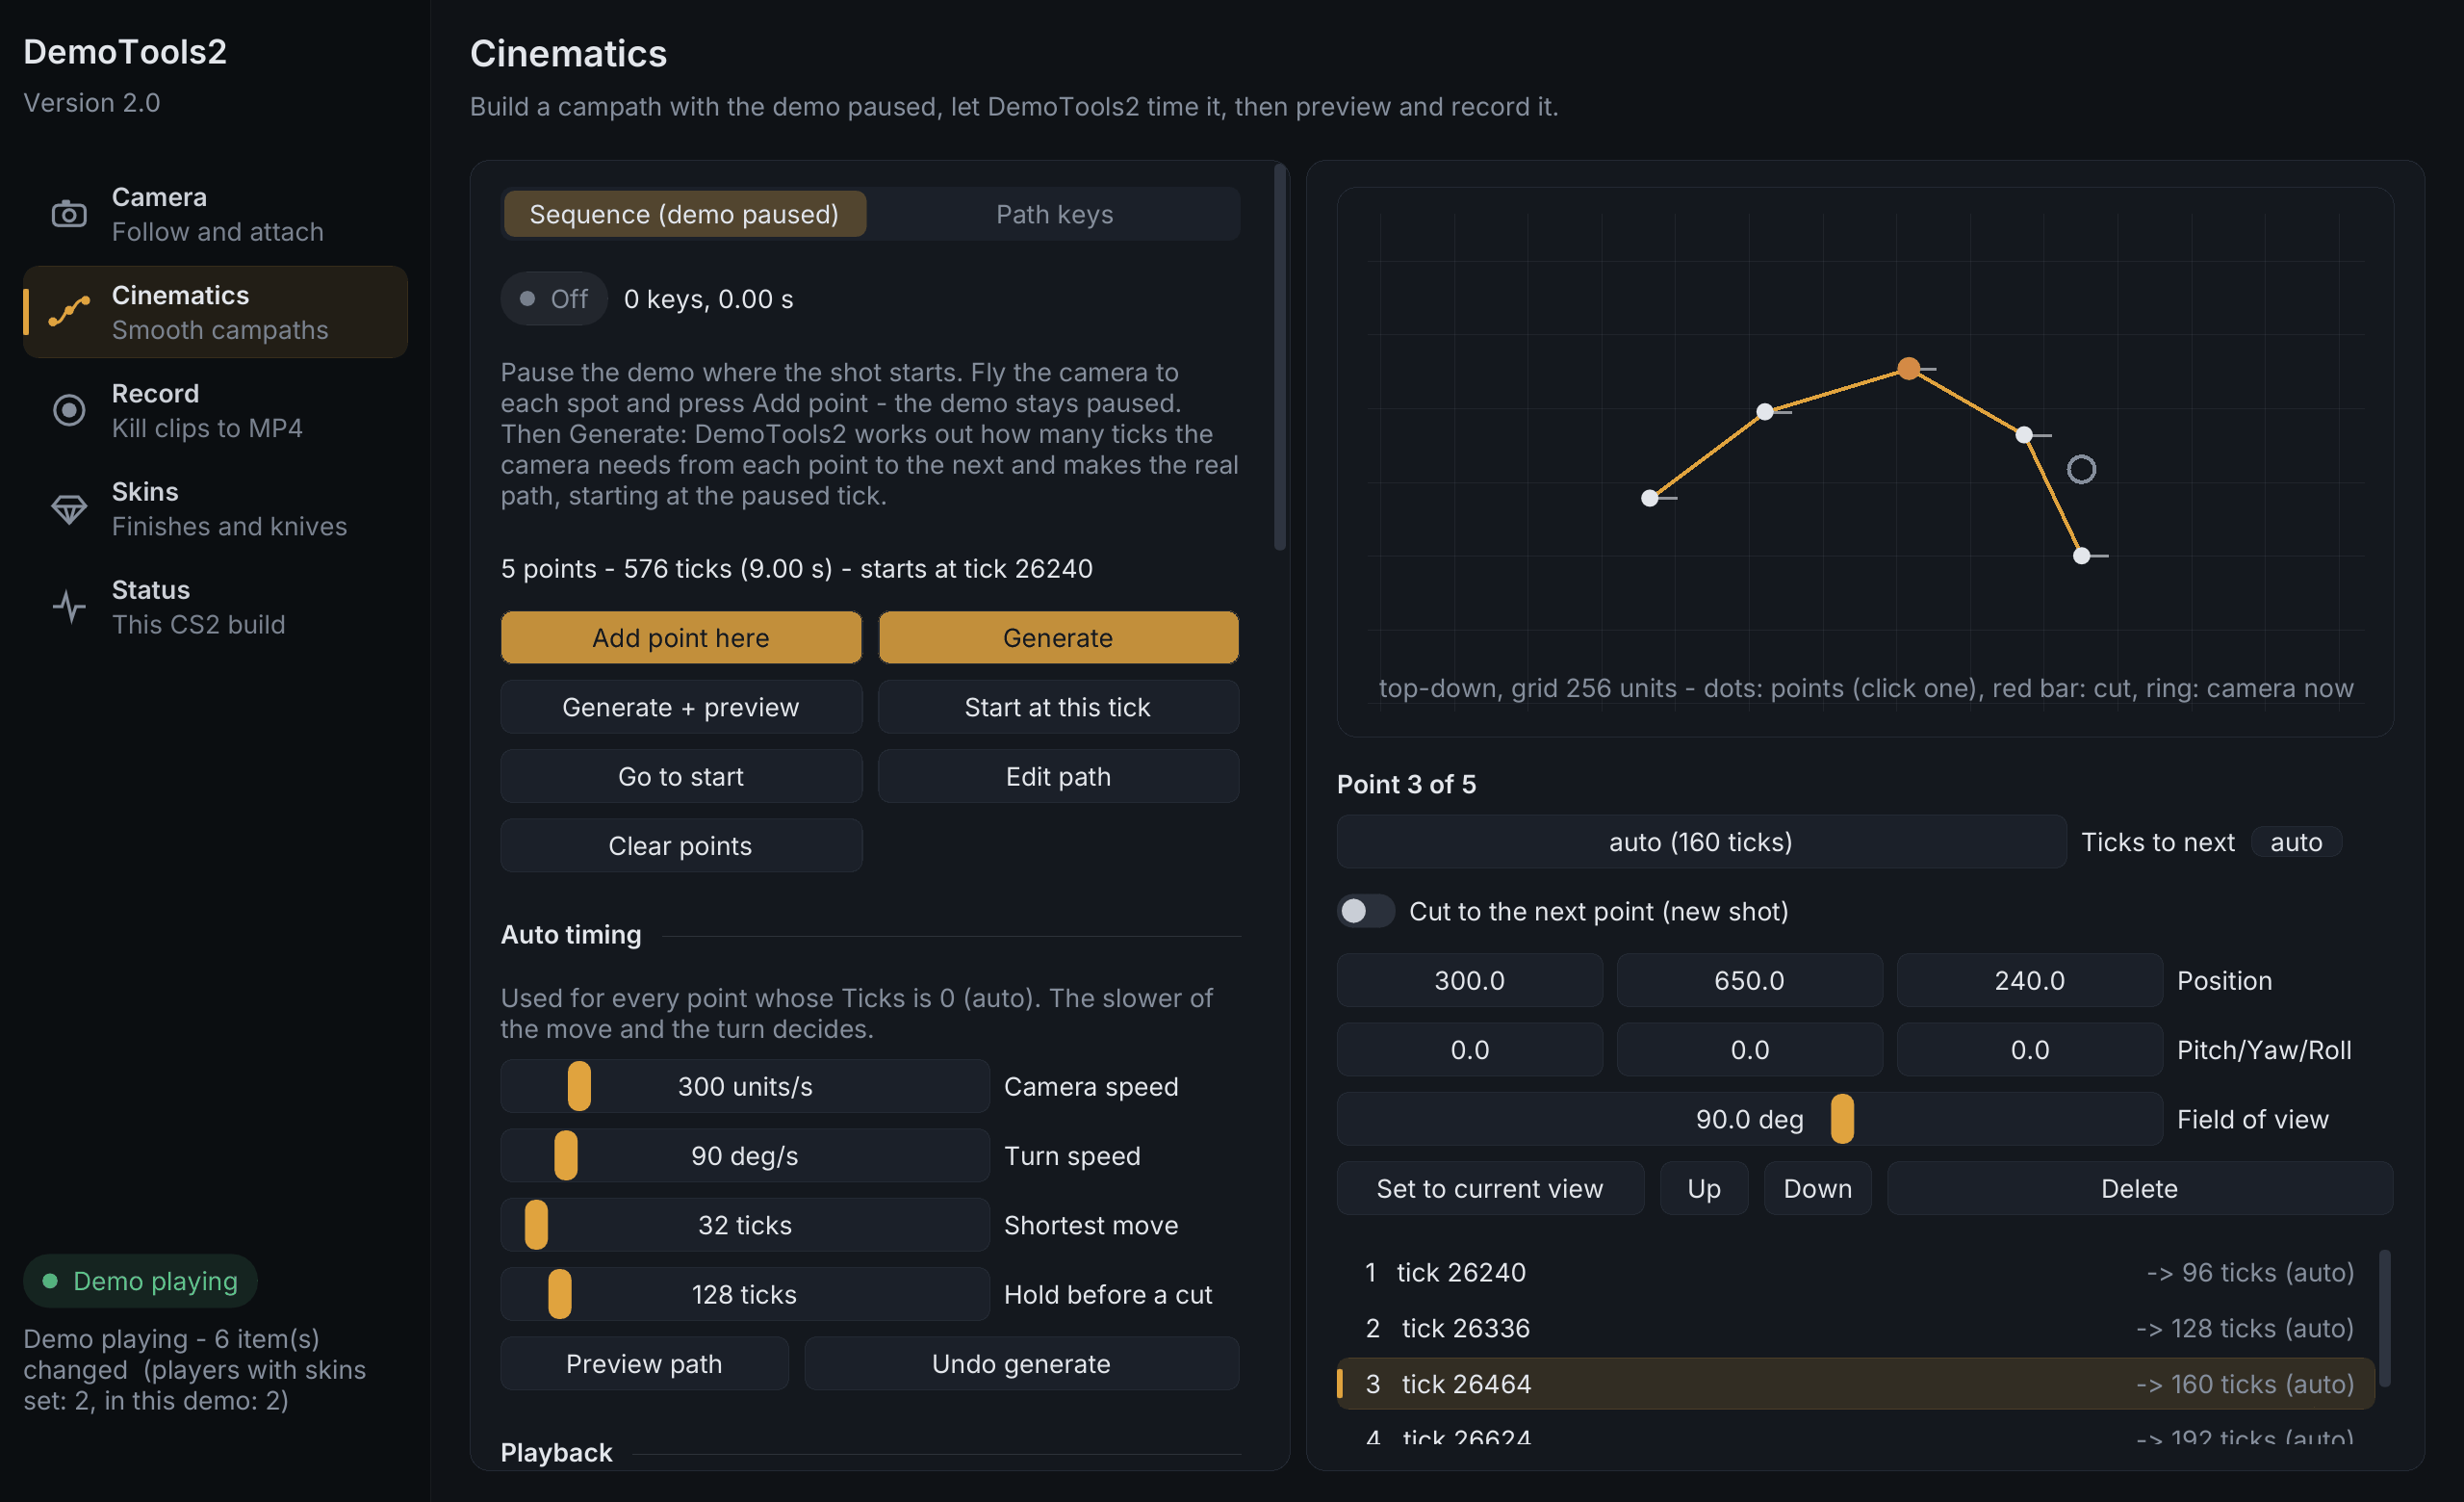 DemoTools2
Version 2.0
Camera
Follow and attach
Cinematics
Smooth campaths
Record
Kill clips to MP4
Skins
Finishes and knives
Status
This CS2 build
Demo playing
Demo playing - 6 item(s)
changed  (players with skins
set: 2, in this demo: 2)
Cinematics
Build a campath with the demo paused, let DemoTools2 time it, then preview and record it.
Sequence (demo paused)
Path keys
Off
0 keys, 0.00 s
Pause the demo where the shot starts. Fly the camera to
each spot and press Add point - the demo stays paused.
Then Generate: DemoTools2 works out how many ticks the
camera needs from each point to the next and makes the real
path, starting at the paused tick.
5 points - 576 ticks (9.00 s) - starts at tick 26240
Add point here
Generate
Generate + preview
Start at this tick
Go to start
Edit path
Clear points
Auto timing
Used for every point whose Ticks is 0 (auto). The slower of
the move and the turn decides.
300 units/s
Camera speed
90 deg/s
Turn speed
32 ticks
Shortest move
128 ticks
Hold before a cut
Preview path
Undo generate
Playback
top-down, grid 256 units - dots: points (click one), red bar: cut, ring: camera now
Point 3 of 5
auto (160 ticks)
Ticks to next
auto
Cut to the next point (new shot)
300.0
650.0
240.0
Position
0.0
0.0
0.0
Pitch/Yaw/Roll
90.0 deg
Field of view
Set to current view
Up
Down
Delete
1 tick 26240 -> 96 ticks (auto)
2 tick 26336 -> 128 ticks (auto)
3 tick 26464 -> 160 ticks (auto)
4 tick 26624 -> 192 ticks (auto)